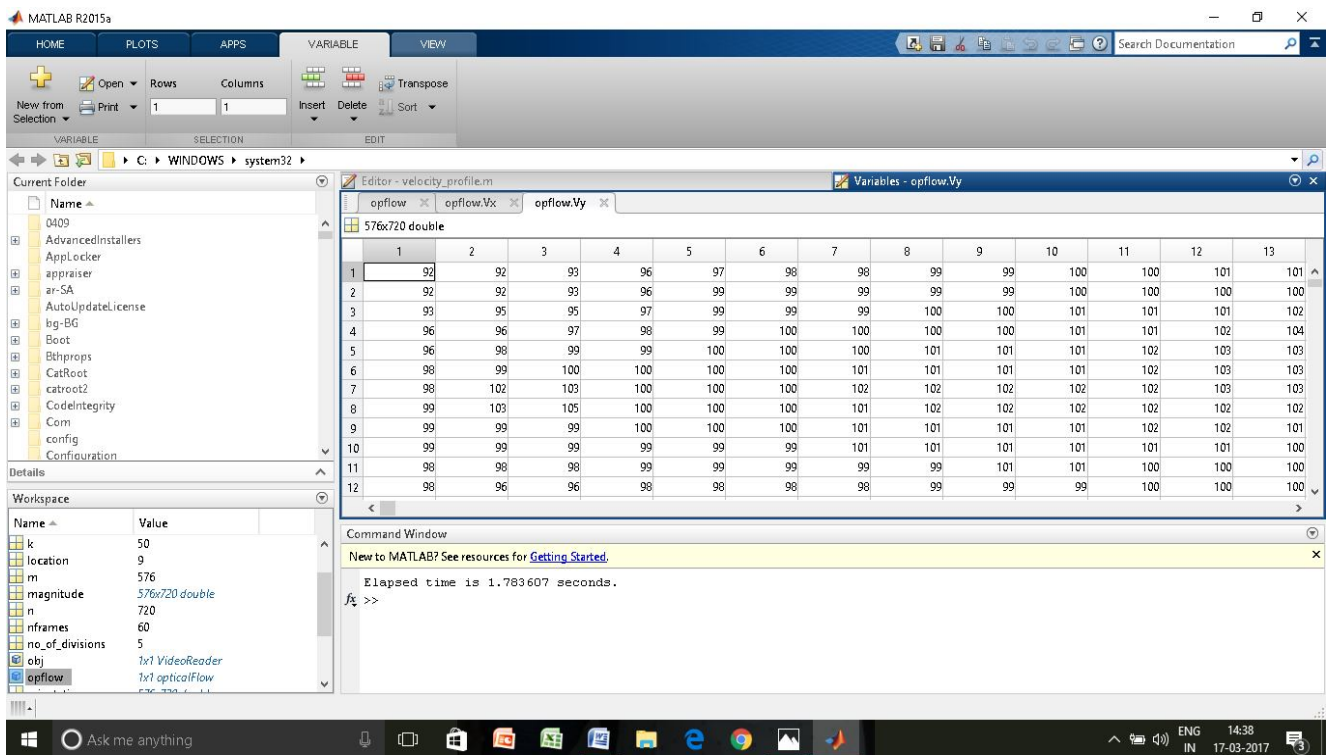 MATLAB R2015a
HOME PLOTS APPS VARIABLE VIEW Search Documentation
New from Selection Open Print Rows Columns 1 1 Insert Delete Transpose Sort
VARIABLE SELECTION EDIT
C: WINDOWS system32
Current Folder
Name
0409
AdvancedInstallers
AppLocker
appraiser
ar-SA
AutoUpdateLicense
bg-BG
Boot
Bthprops
CatRoot
catroot2
CodeIntegrity
Com
config
Configuration
Details
Workspace
Name Value
k 50
location 9
m 576
magnitude 576x720 double
n 720
nframes 60
no_of_divisions 5
obj 1x1 VideoReader
opflow 1x1 opticalFlow
Editor - velocity_profile.m Variables - opflow.Vy
opflow opflow.Vx opflow.Vy
576x720 double
1 2 3 4 5 6 7 8 9 10 11 12 13
1 92 92 93 96 97 98 98 99 99 100 100 101 101
2 92 92 93 96 99 99 99 99 99 100 100 100 100
3 93 95 95 97 99 99 99 100 100 101 101 101 102
4 96 96 97 98 99 100 100 100 100 101 101 102 104
5 96 98 99 99 100 100 100 101 101 101 102 103 103
6 98 99 100 100 100 100 101 101 101 101 102 103 103
7 98 102 103 100 100 100 102 102 102 102 102 103 103
8 99 103 105 100 100 100 101 102 102 102 102 102 102
9 99 99 99 100 100 100 101 101 101 101 102 102 101
10 99 99 99 99 99 99 101 101 101 101 101 101 100
11 98 98 98 99 99 99 99 99 101 101 100 100 100
12 98 96 96 98 98 98 98 99 99 99 100 100 100
Command Window
New to MATLAB? See resources for Getting Started.
Elapsed time is 1.783607 seconds.
fx >>
Ask me anything
ENG IN
14:38
17-03-2017